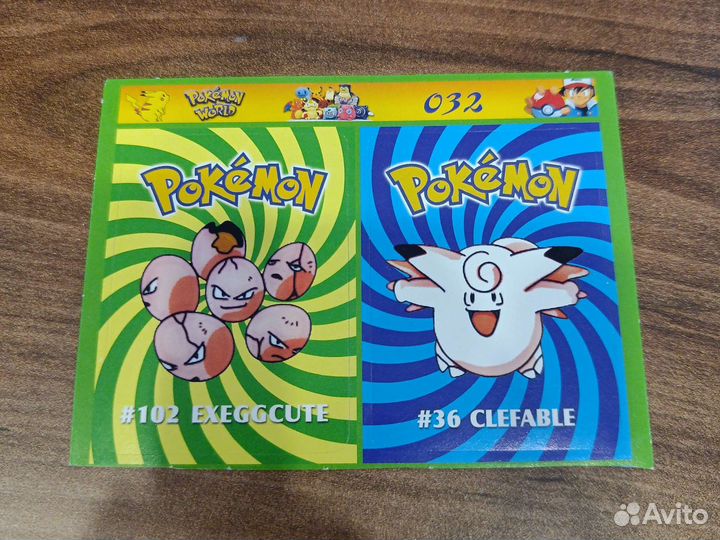 POKéMON
WORLD
032
POKéMON
#102 EXEGGCUTE
POKéMON
#36 CLEFABLE
Avito